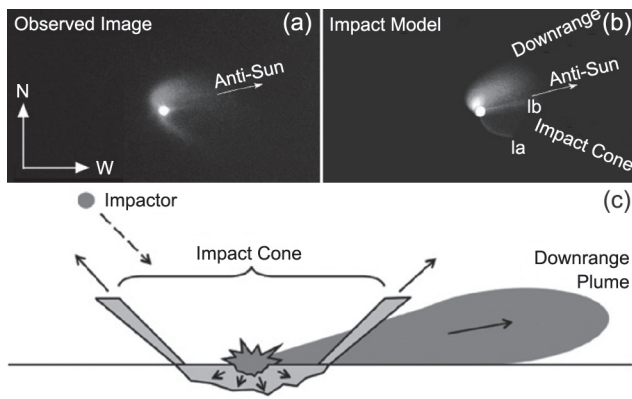 Observed Image
(a)
Anti-Sun
N
W
Impact Model
(b)
Downrange
Anti-Sun
Ib
Impact Cone
Ia
(c)
Impactor
Impact Cone
Downrange
Plume